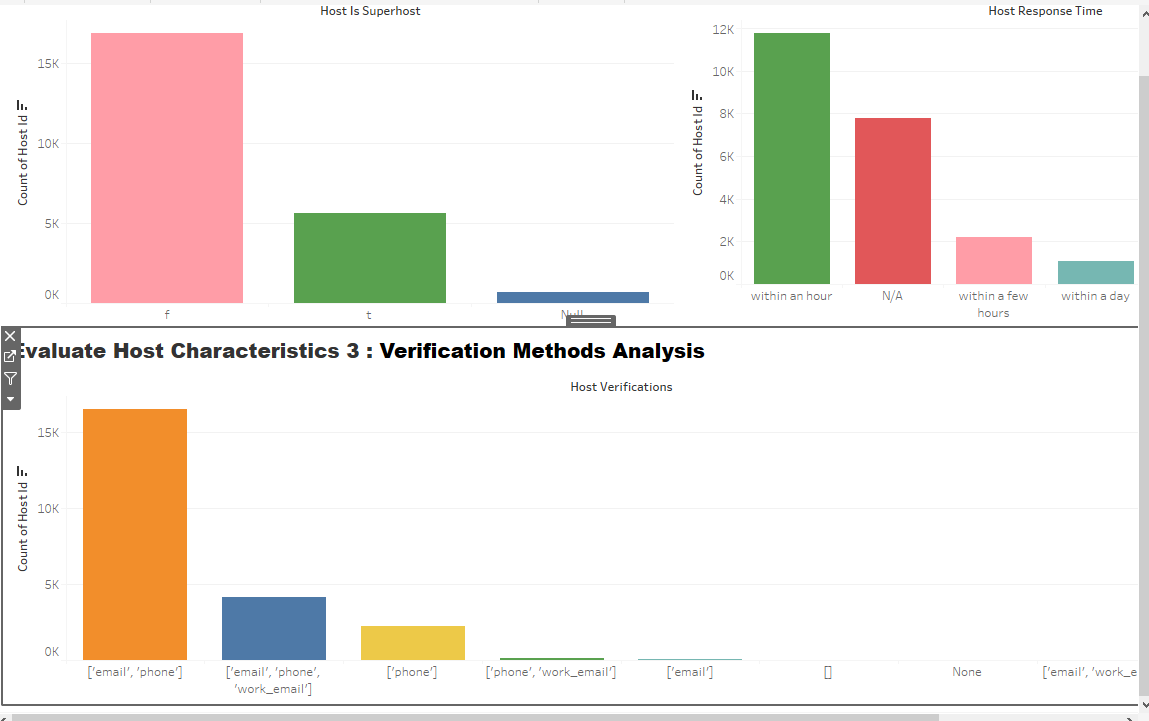 Host Is Superhost
Count of Host Id
15K
10K
5K
0K
f
t
Null
Host Response Time
Count of Host Id
12K
10K
8K
6K
4K
2K
0K
within an hour
N/A
within a few
hours
within a day
Evaluate Host Characteristics 3 : Verification Methods Analysis
Host Verifications
Count of Host Id
15K
10K
5K
0K
['email', 'phone']
['email', 'phone',
'work_email']
['phone']
['phone', 'work_email']
['email']
[]
None
['email', 'work_e